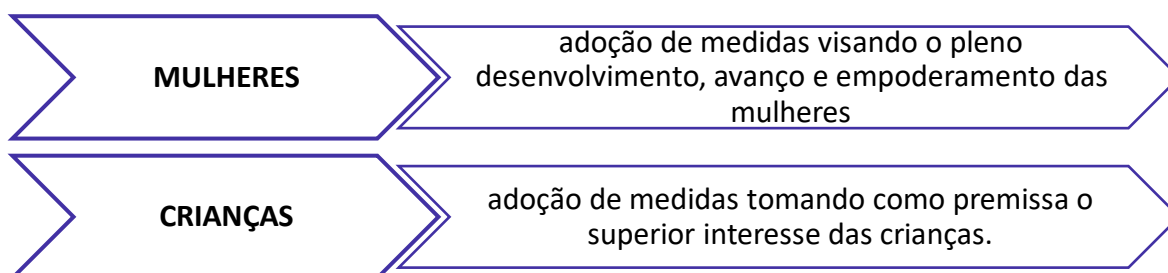 MULHERES
adoção de medidas visando o pleno
desenvolvimento, avanço e empoderamento das
mulheres
CRIANÇAS
adoção de medidas tomando como premissa o
superior interesse das crianças.